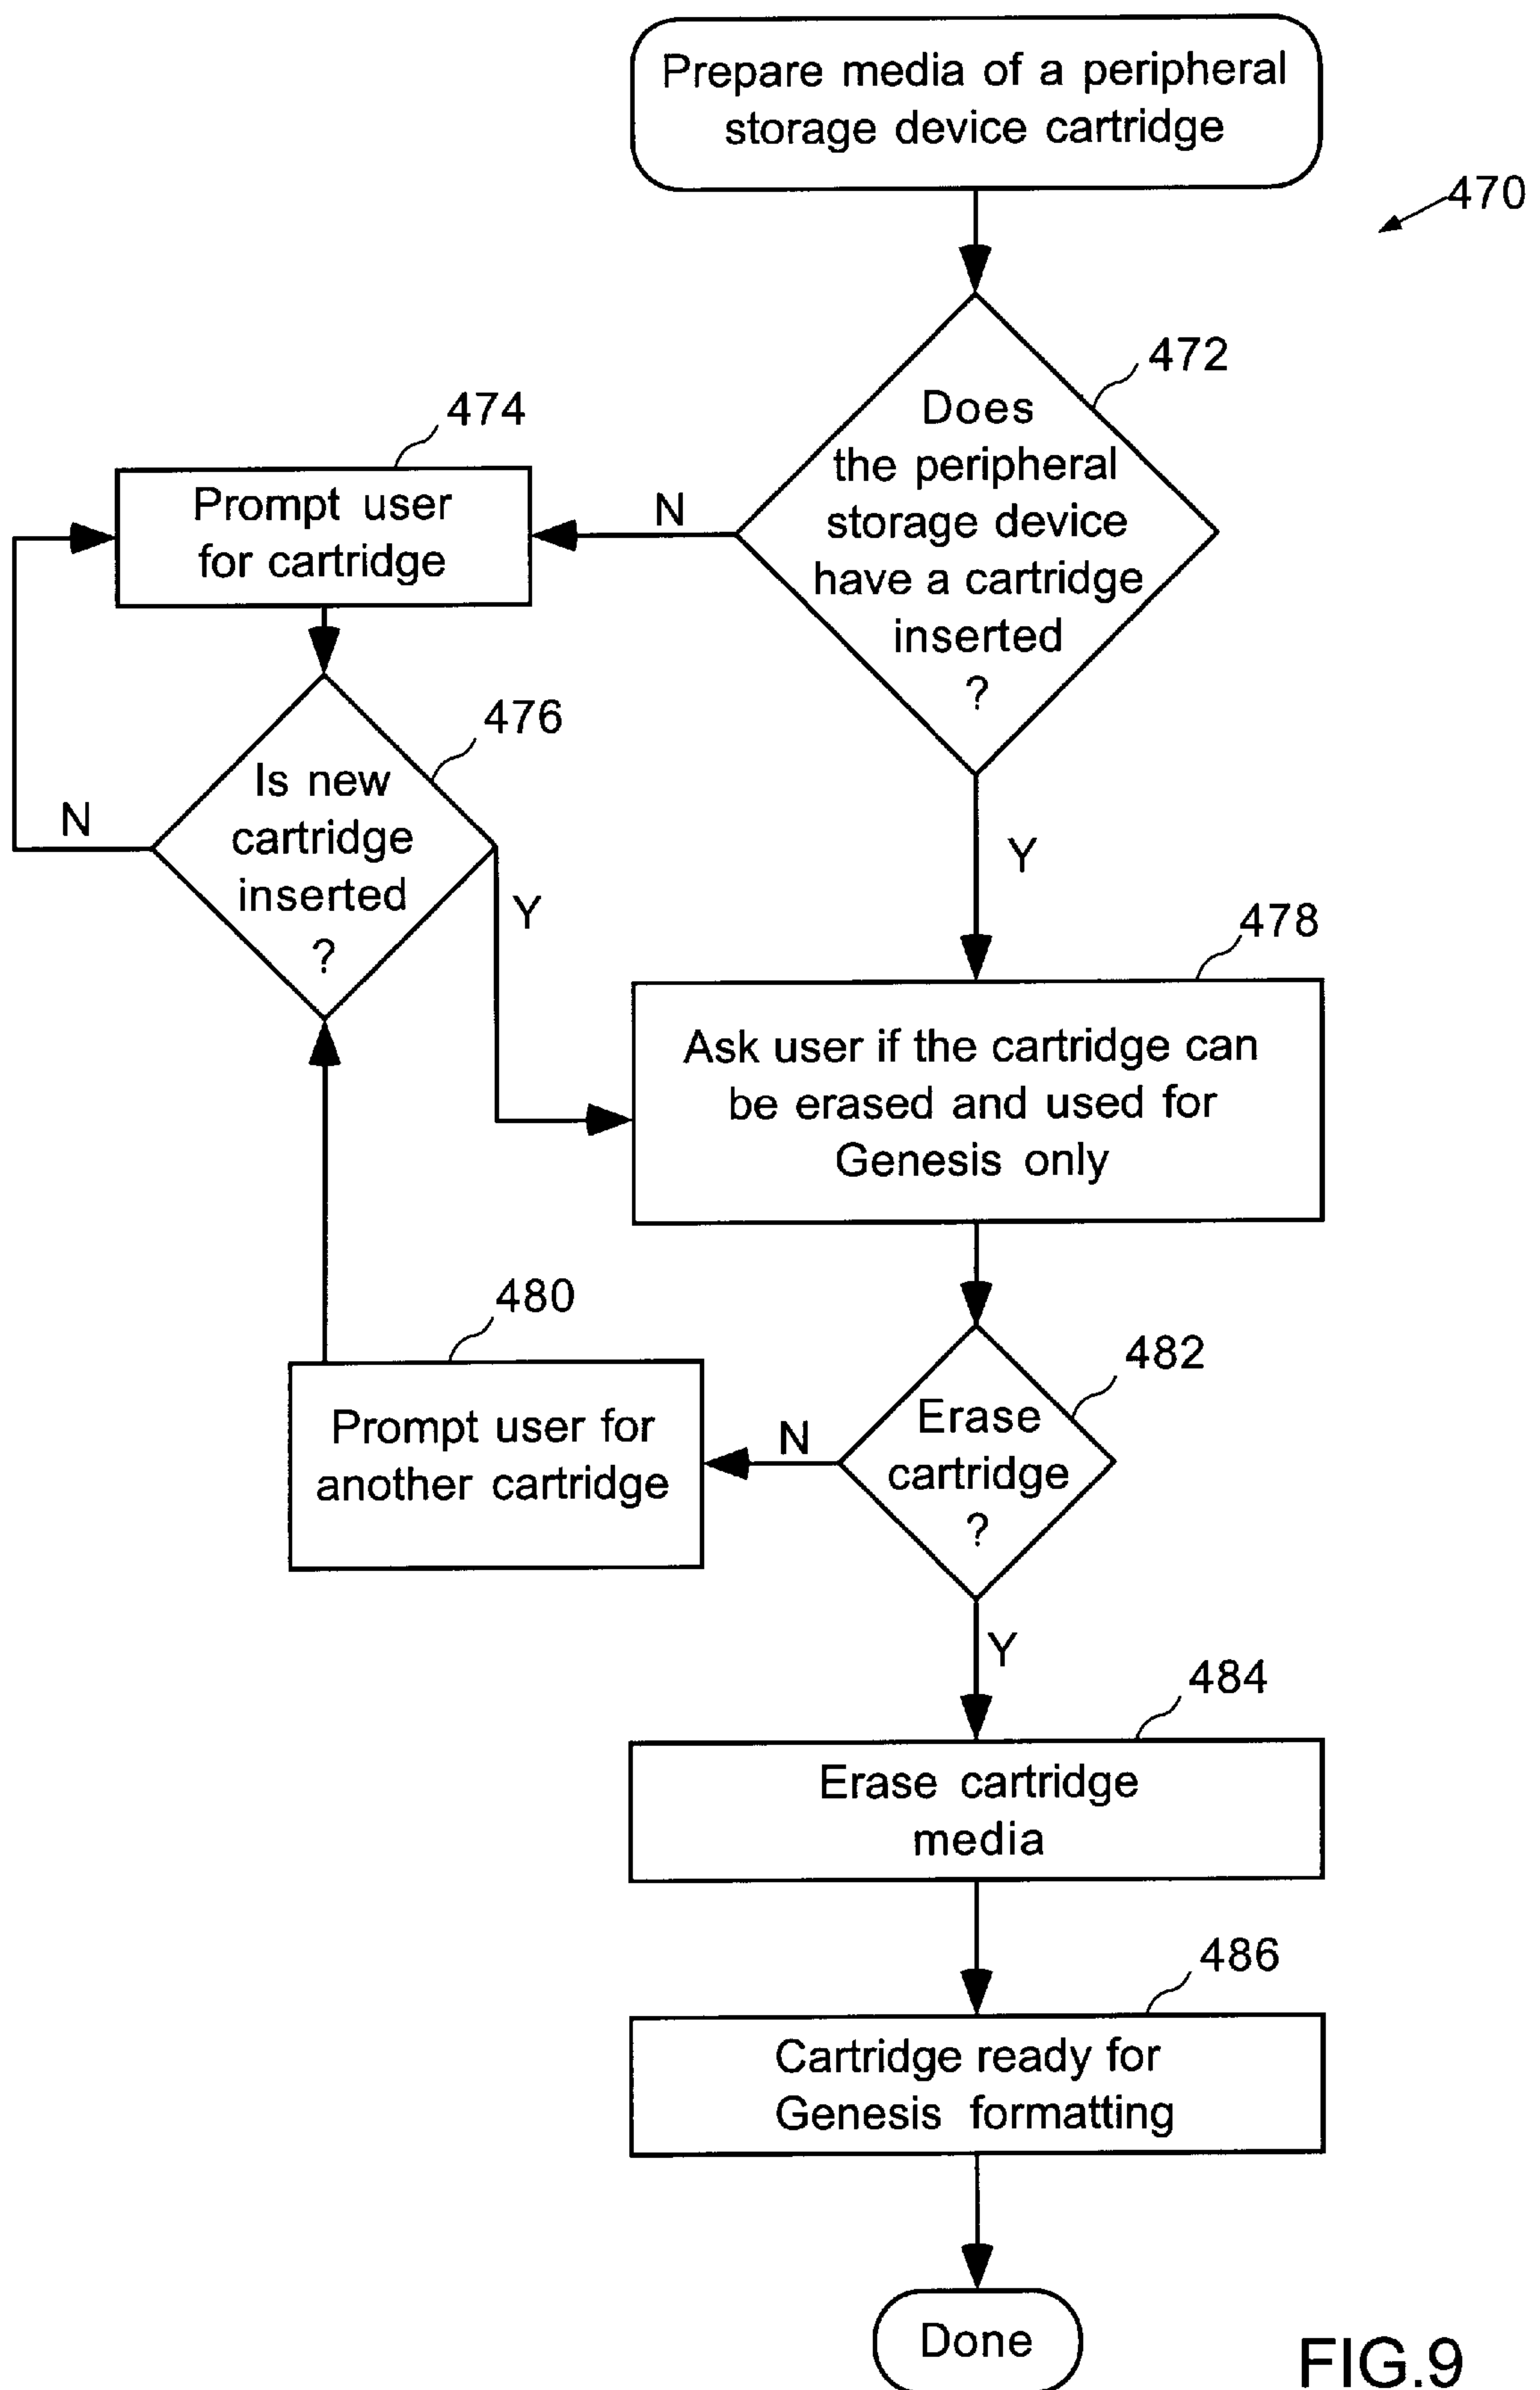 Prepare media of a peripheral
storage device cartridge
470
472
Does
the peripheral
storage device
have a cartridge
inserted
?
N
474
Prompt user
for cartridge
476
Is new
cartridge
inserted
?
N
Y
Y
478
Ask user if the cartridge can
be erased and used for
Genesis only
480
Prompt user for
another cartridge
482
Erase
cartridge
?
N
Y
484
Erase cartridge
media
486
Cartridge ready for
Genesis formatting
Done
FIG.9